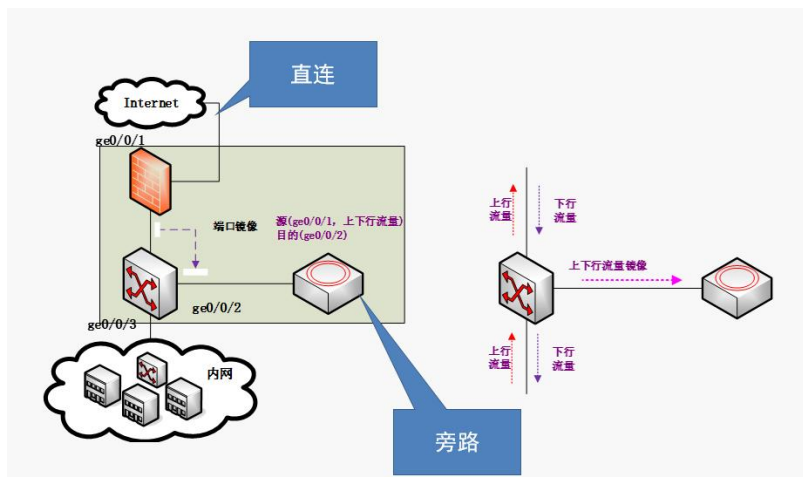 直连
Internet
ge0/0/1
端口镜像
源(ge0/0/1, 上下行流量)
目的(ge0/0/2)
ge0/0/2
ge0/0/3
内网
旁路
上行
流量
下行
流量
上下行流量镜像
上行
流量
下行
流量